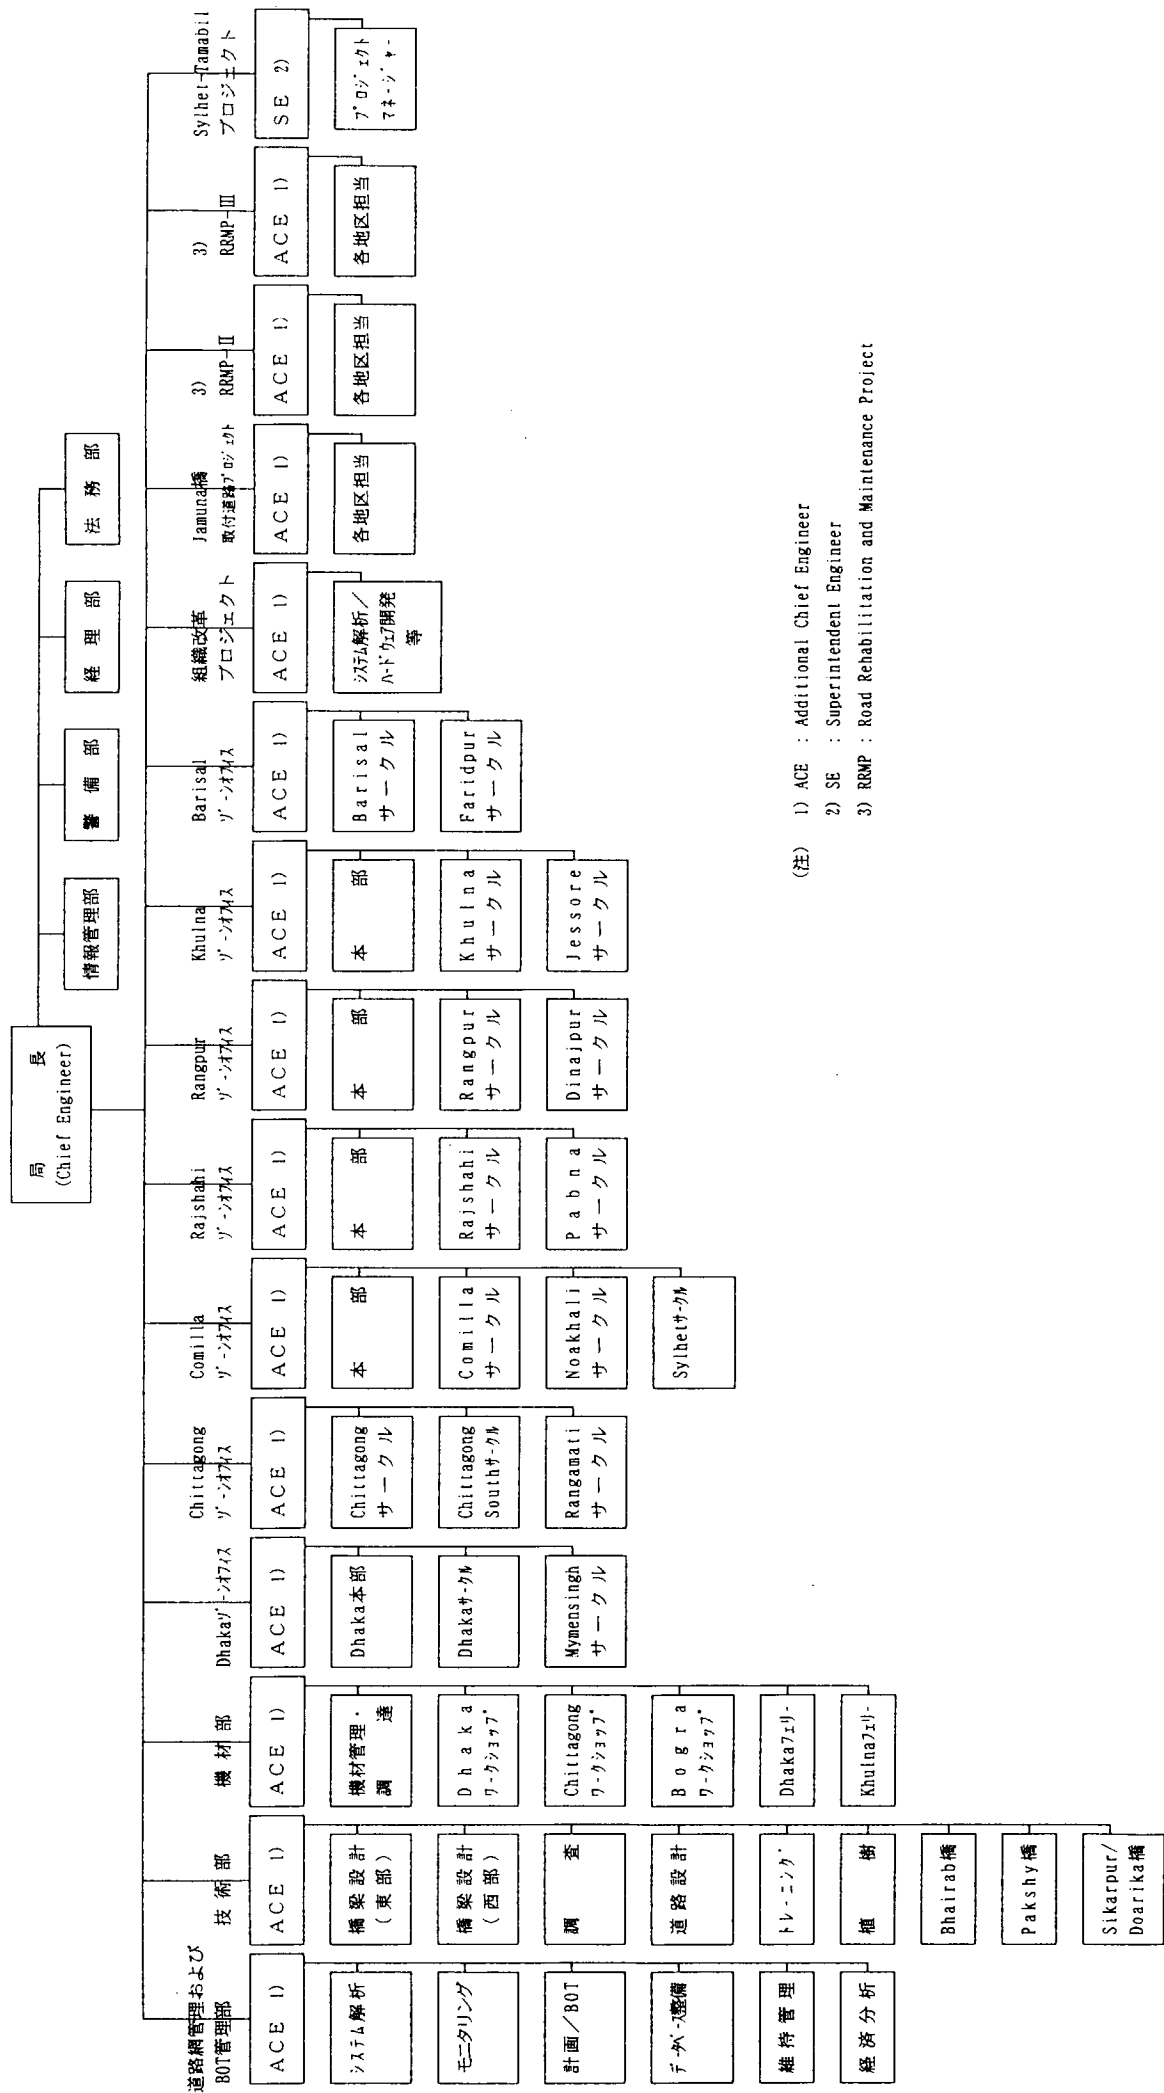 局　　　長
(Chief Engineer)
情報管理部
警 備 部
経 理 部
法 務 部
道路網管理および
BOT管理部
ACE 1)
システム解析
モニタリング
計画／BOT
データベース整備
維持管理
経済分析
技術部
ACE 1)
橋梁設計
(東部)
橋梁設計
(西部)
調　　査
道路設計
トレーニング
植　　樹
Bhairab橋
Pakshy橋
Sikarpur/
Doarika橋
機材部
ACE 1)
機材管理・
調　　達
Dhaka
ワークショップ
Chittagong
ワークショップ
Bogra
ワークショップ
Dhakaフェリー
Khulnaフェリー
Dhakaゾーンオフィス
ACE 1)
Dhaka本部
Dhakaサークル
Mymensingh
サークル
Chittagong
ゾーンオフィス
ACE 1)
Chittagong
サークル
Chittagong
Southサークル
Rangamati
サークル
Comilla
ゾーンオフィス
ACE 1)
本　　部
Comilla
サークル
Noakhali
サークル
Sylhetサークル
Rajshahi
ゾーンオフィス
ACE 1)
本　　部
Rajshahi
サークル
Pabna
サークル
Rangpur
ゾーンオフィス
ACE 1)
本　　部
Rangpur
サークル
Dinajpur
サークル
Khulna
ゾーンオフィス
ACE 1)
本　　部
Khulna
サークル
Jessore
サークル
Barisal
ゾーンオフィス
ACE 1)
Barisal
サークル
Faridpur
サークル
組織改革
プロジェクト
ACE 1)
システム解析／
ハードウェア開発
等
Jamuna橋
取付道路プロジェクト
ACE 1)
各地区担当
3)
RRMP-Ⅱ
ACE 1)
各地区担当
3)
RRMP-Ⅲ
ACE 1)
各地区担当
Sylhet-Tamabil
プロジェクト
SE 2)
プロジェクト
マネージャー
(注) 1) ACE : Additional Chief Engineer
2) SE : Superintendent Engineer
3) RRMP : Road Rehabilitation and Maintenance Project